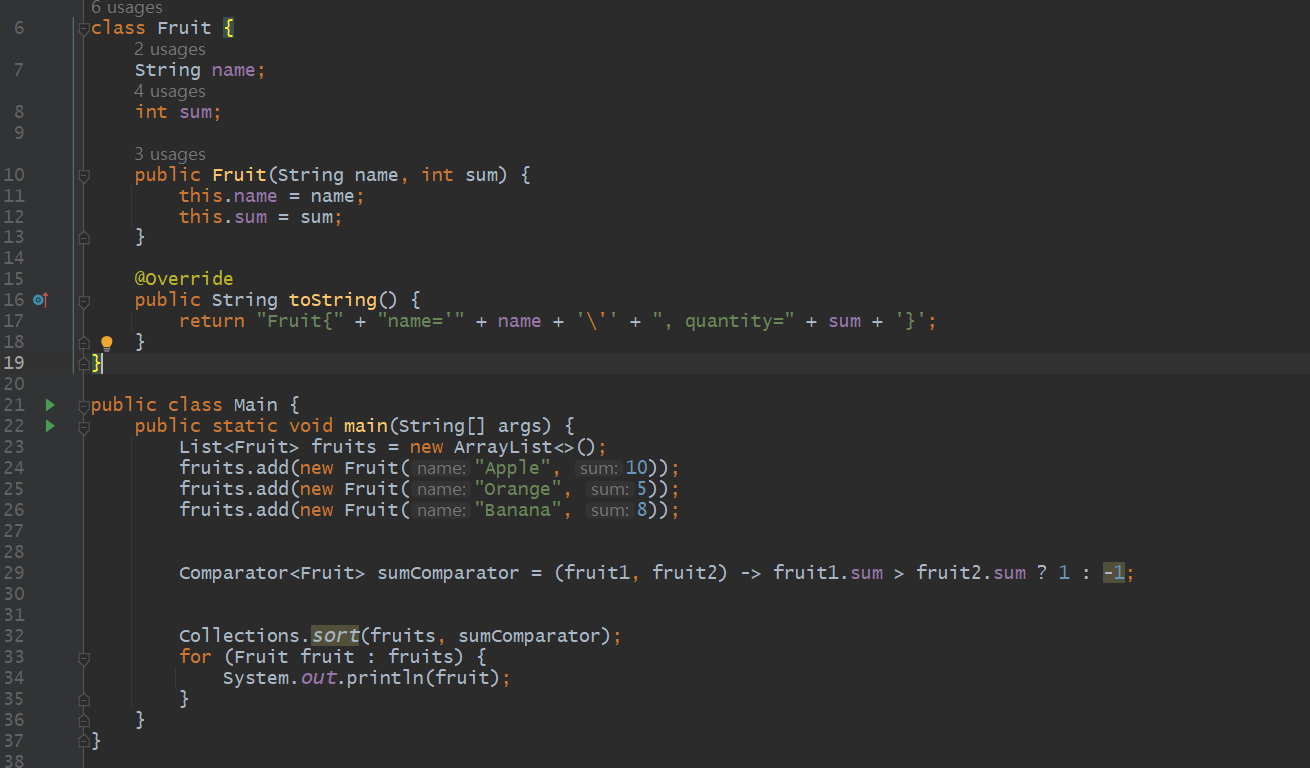 6 usages
6 class Fruit {
2 usages
7 String name;
4 usages
8 int sum;
9
3 usages
10 public Fruit(String name, int sum) {
11 this.name = name;
12 this.sum = sum;
13 }
14
15 @Override
16 public String toString() {
17 return "Fruit{" + "name='" + name + '\'' + ", quantity=" + sum + '}';
18 }
19 }
20
21 public class Main {
22 public static void main(String[] args) {
23 List<Fruit> fruits = new ArrayList<>();
24 fruits.add(new Fruit( name: "Apple", sum: 10));
25 fruits.add(new Fruit( name: "Orange", sum: 5));
26 fruits.add(new Fruit( name: "Banana", sum: 8));
27
28
29 Comparator<Fruit> sumComparator = (fruit1, fruit2) -> fruit1.sum > fruit2.sum ? 1 : -1;
30
31
32 Collections.sort(fruits, sumComparator);
33 for (Fruit fruit : fruits) {
34 System.out.println(fruit);
35 }
36 }
37 }
38